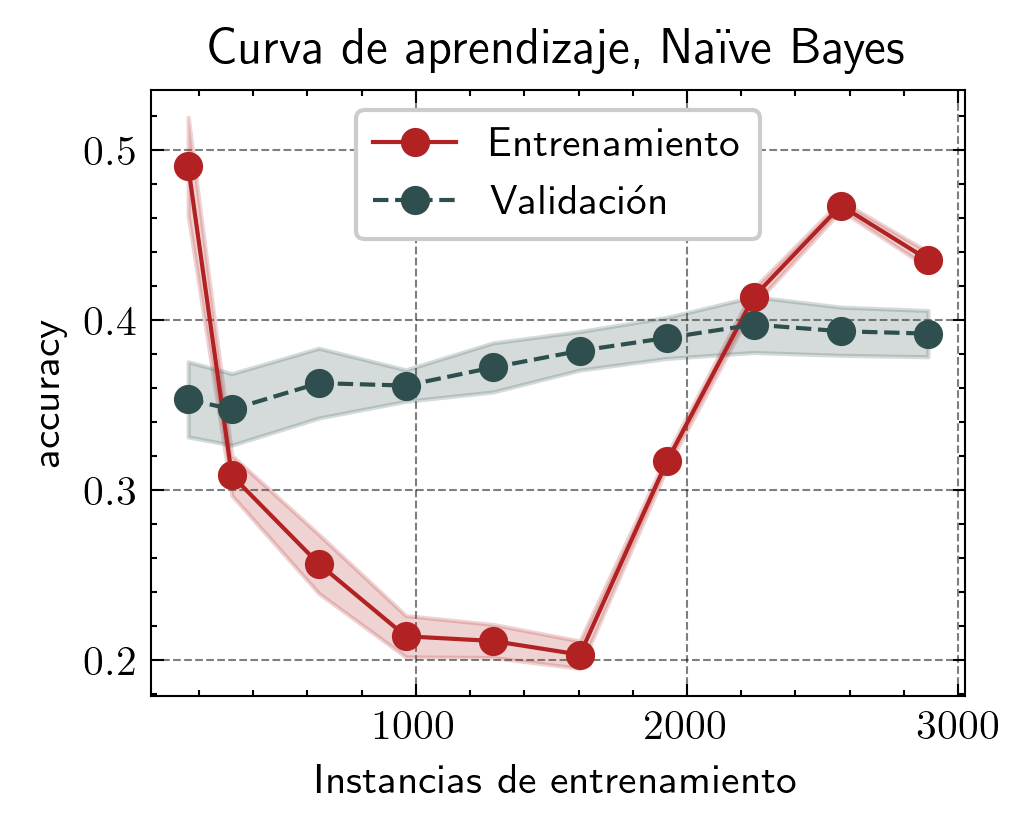 Curva de aprendizaje, Naïve Bayes
Entrenamiento
Validación
0.5
0.4
0.3
0.2
accuracy
1000
2000
3000
Instancias de entrenamiento